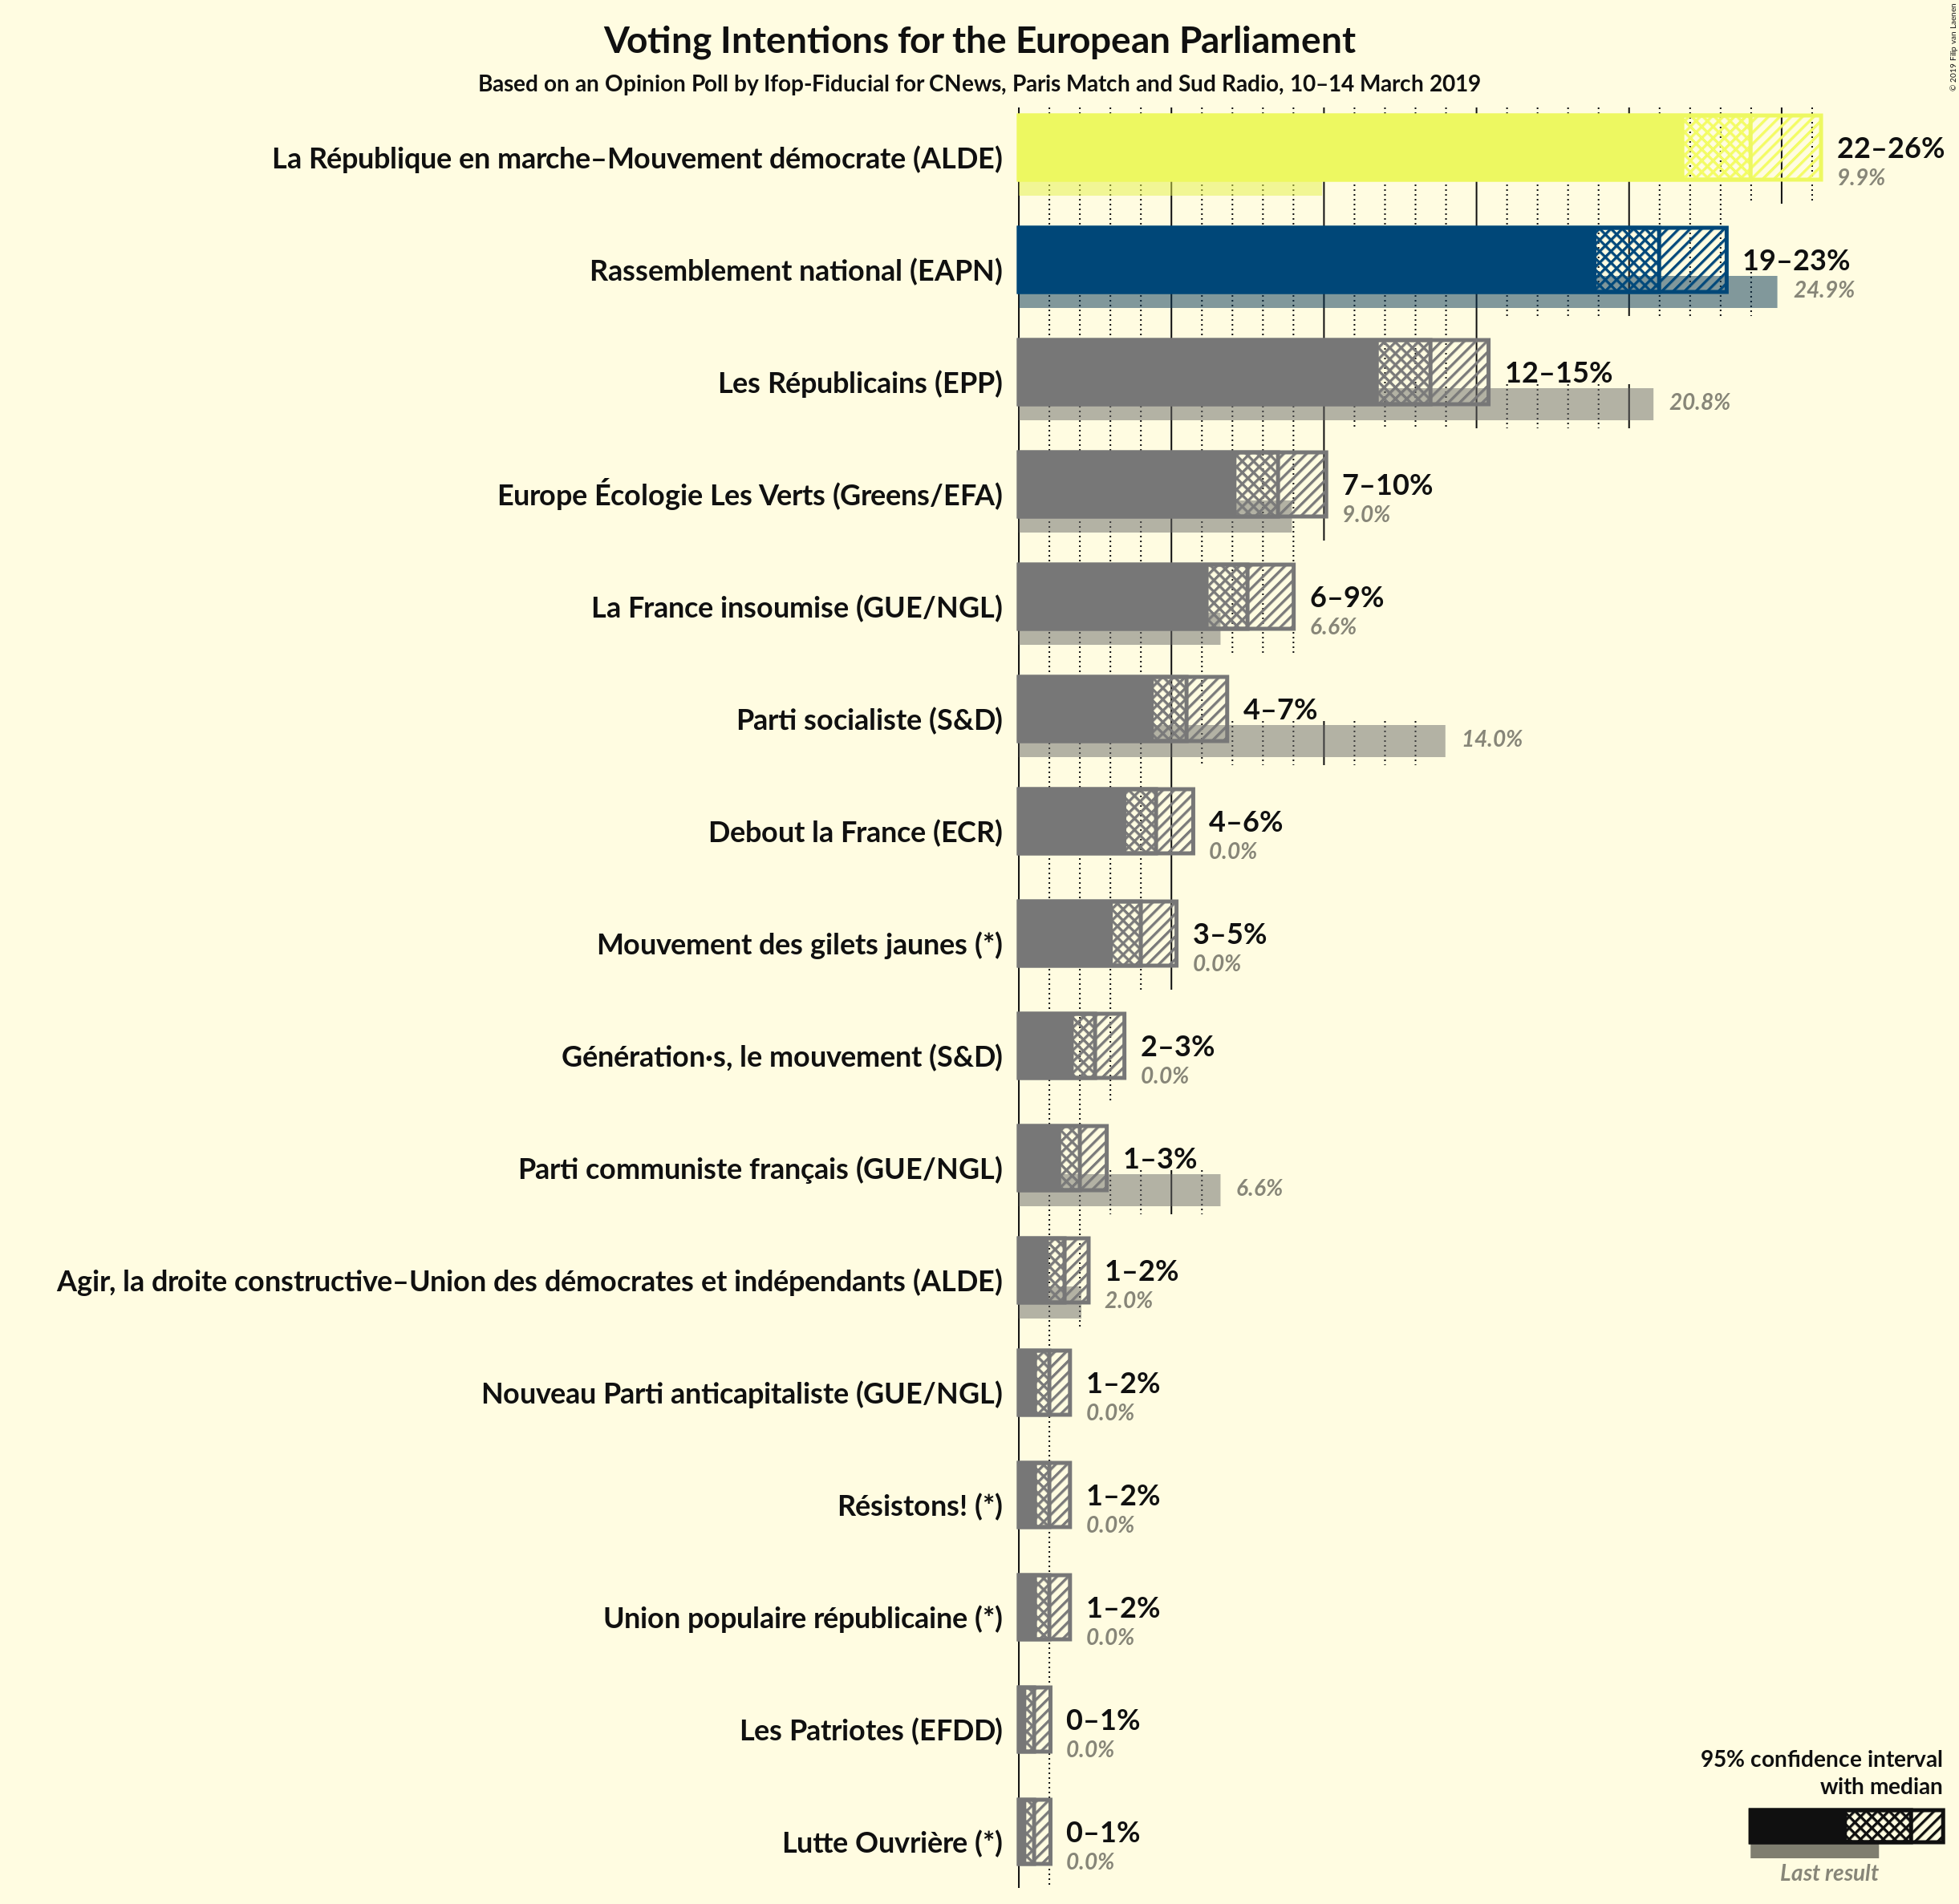 Voting Intentions for the European Parliament
Based on an Opinion Poll by Ifop-Fiducial for CNews, Paris Match and Sud Radio, 10–14 March 2019
© 2019 Filip van Laenen
La République en marche–Mouvement démocrate (ALDE)
22–26%
9.9%
Rassemblement national (EAPN)
19–23%
24.9%
Les Républicains (EPP)
12–15%
20.8%
Europe Écologie Les Verts (Greens/EFA)
7–10%
9.0%
La France insoumise (GUE/NGL)
6–9%
6.6%
Parti socialiste (S&D)
4–7%
14.0%
Debout la France (ECR)
4–6%
0.0%
Mouvement des gilets jaunes (*)
3–5%
0.0%
Génération·s, le mouvement (S&D)
2–3%
0.0%
Parti communiste français (GUE/NGL)
1–3%
6.6%
Agir, la droite constructive–Union des démocrates et indépendants (ALDE)
1–2%
2.0%
Nouveau Parti anticapitaliste (GUE/NGL)
1–2%
0.0%
Résistons! (*)
1–2%
0.0%
Union populaire républicaine (*)
1–2%
0.0%
Les Patriotes (EFDD)
0–1%
0.0%
Lutte Ouvrière (*)
0–1%
0.0%
95% confidence interval
with median
Last result